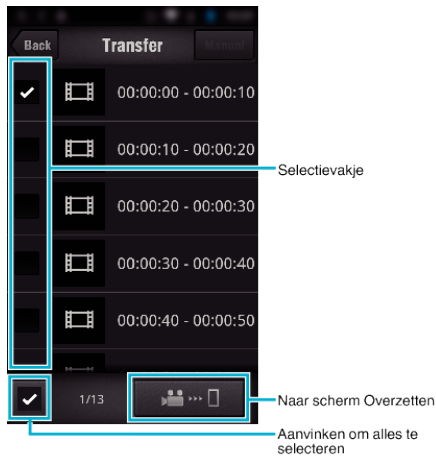 Back Transfer Manual
00:00:00 - 00:00:10
00:00:10 - 00:00:20
Selectievakje
00:00:20 - 00:00:30
00:00:30 - 00:00:40
00:00:40 - 00:00:50
1/13
Naar scherm Overzetten
Aanvinken om alles te
selecteren